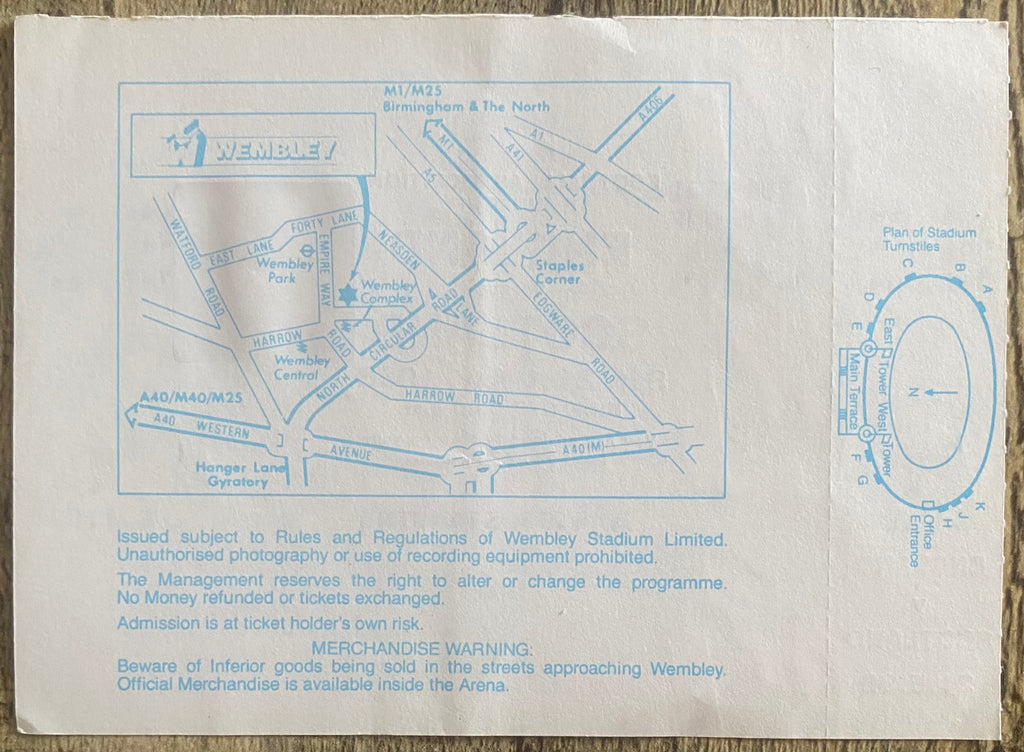 M1/M25
Birmingham & The North
WEMBLEY
M1
A1
A406
A41
A5
WATFORD
ROAD
EAST LANE
FORTY LANE
EMPIRE WAY
NEASDEN
LANE
Wembley
Park
Wembley
Complex
Staples
Corner
EDGWARE
ROAD
HARROW
ROAD
Wembley
Central
NORTH
CIRCULAR
ROAD
HARROW ROAD
A40/M40/M25
A40 WESTERN
AVENUE
A40(M)
Hanger Lane
Gyratory
Issued subject to Rules and Regulations of Wembley Stadium Limited.
Unauthorised photography or use of recording equipment prohibited.
The Management reserves the right to alter or change the programme.
No Money refunded or tickets exchanged.
Admission is at ticket holder's own risk.
MERCHANDISE WARNING:
Beware of Inferior goods being sold in the streets approaching Wembley.
Official Merchandise is available inside the Arena.
Plan of Stadium
Turnstiles
A
B
C
D
E
East Tower
West Tower
Main Terrace
N
F
G
H
J
K
Office
Entrance